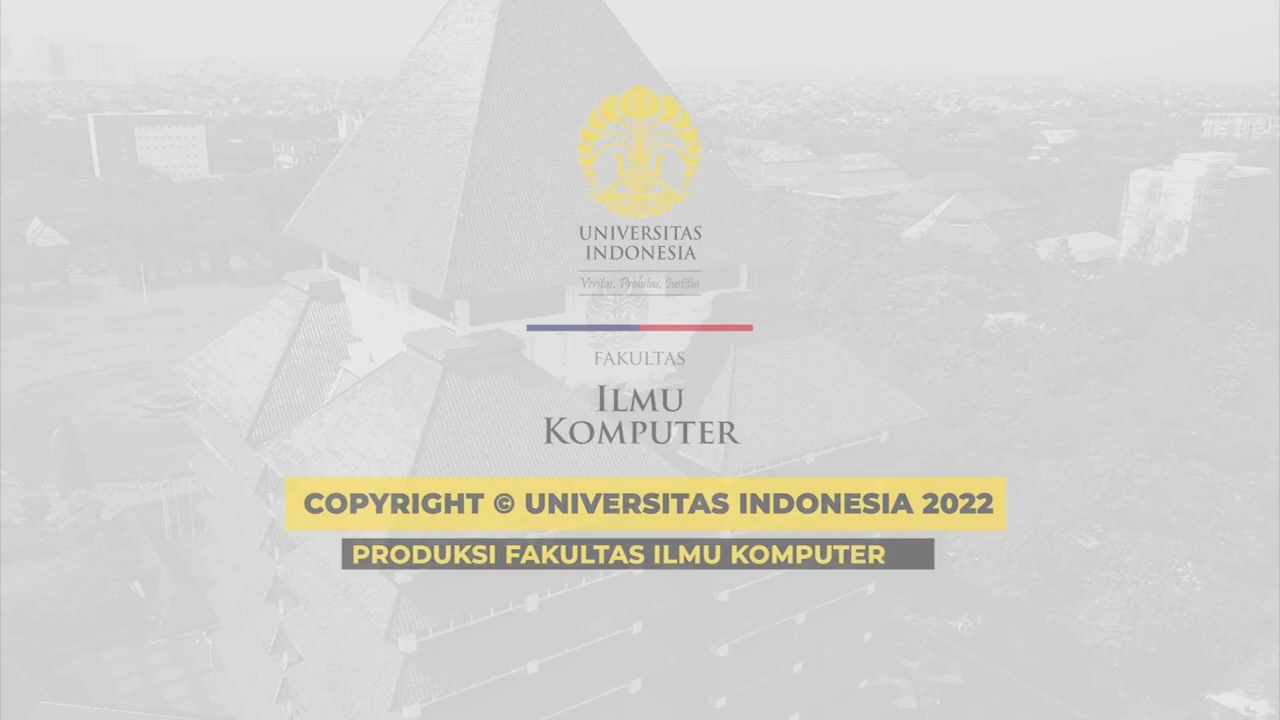 UNIVERSITAS
INDONESIA
Veritas, Probitas, Iustitia
FAKULTAS
ILMU
KOMPUTER
COPYRIGHT © UNIVERSITAS INDONESIA 2022
PRODUKSI FAKULTAS ILMU KOMPUTER